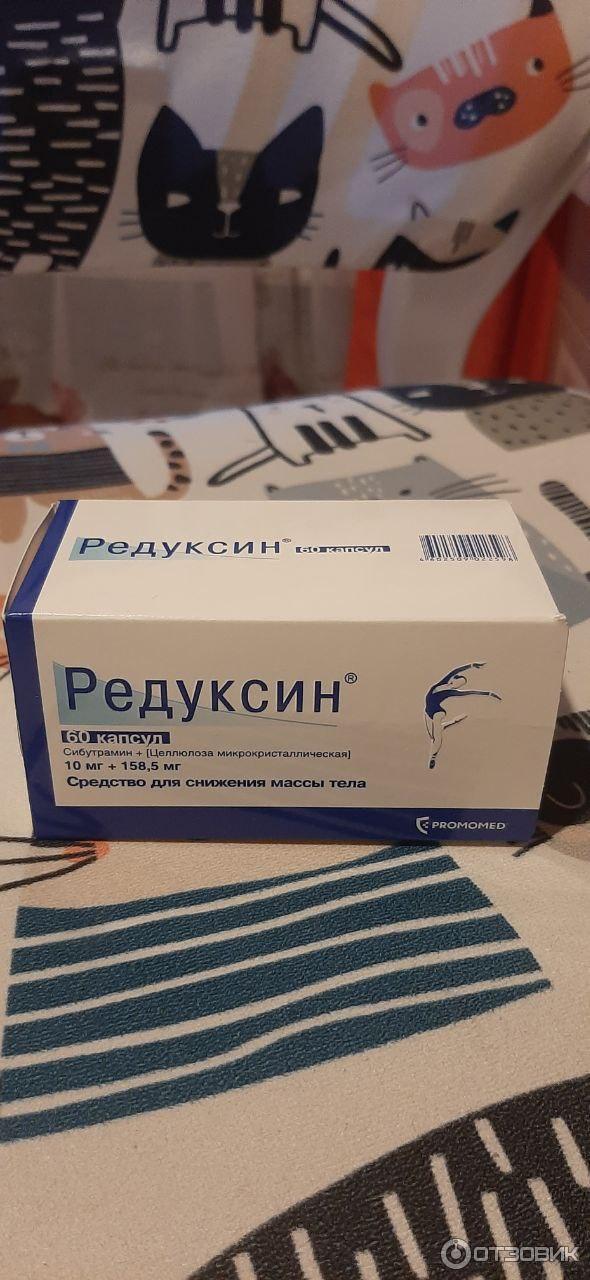 Редуксин® 60 капсул
Редуксин®
60 капсул
Сибутрамин + [Целлюлоза микрокристаллическая]
10 мг + 158,5 мг
Средство для снижения массы тела
PROMOMED
ОТЗОВИК